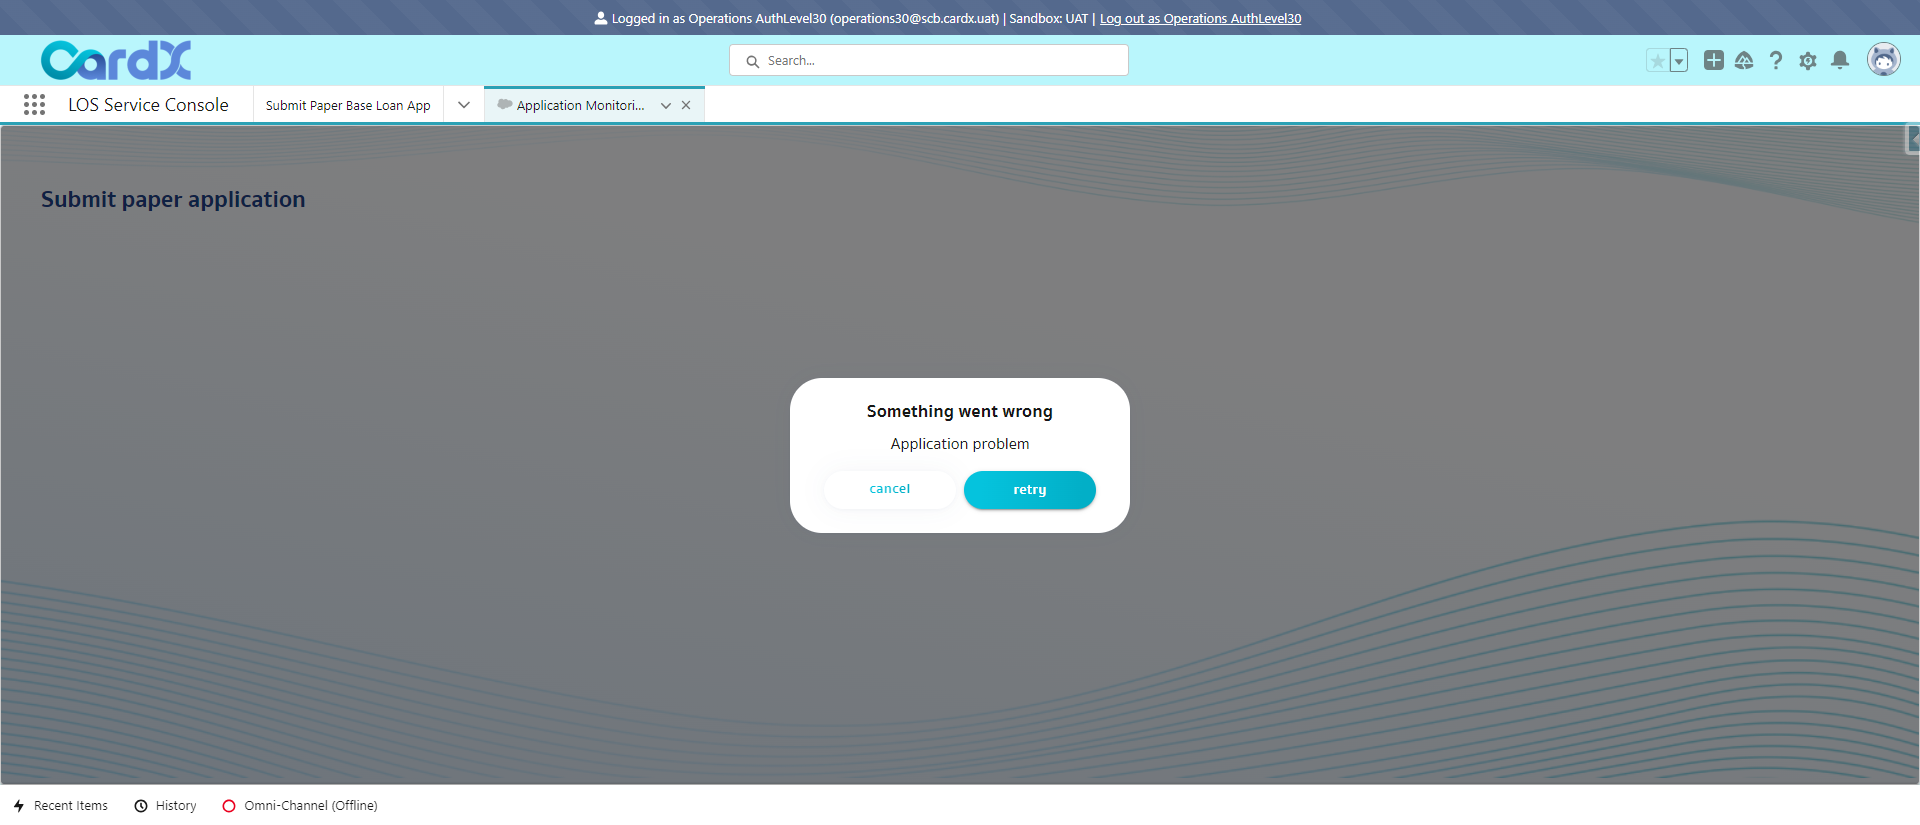 Logged in as Operations AuthLevel30 (operations30@scb.cardx.uat) | Sandbox: UAT | Log out as Operations AuthLevel30
CardX
Search...
LOS Service Console
Submit Paper Base Loan App
Application Monitori...
Submit paper application
Something went wrong
Application problem
cancel
retry
Recent Items
History
Omni-Channel (Offline)